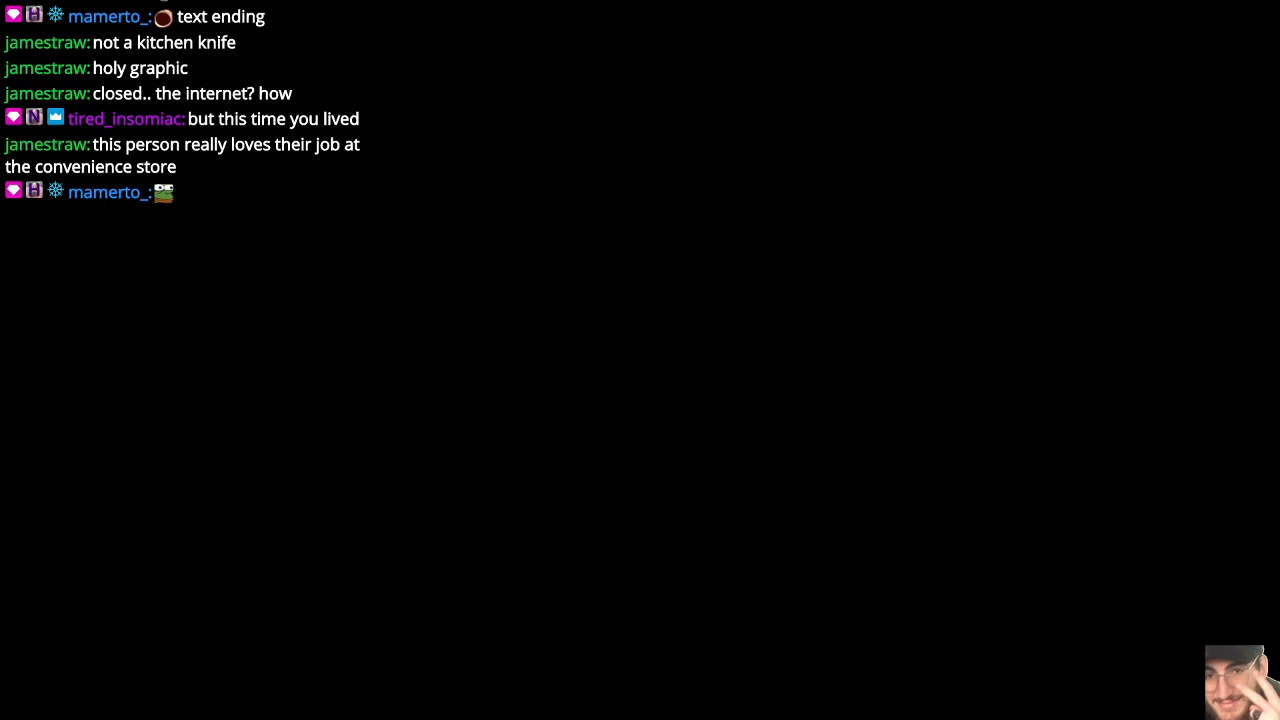 mamerto_: text ending
jamestraw: not a kitchen knife
jamestraw: holy graphic
jamestraw: closed.. the internet? how
N tired_insomiac: but this time you lived
jamestraw: this person really loves their job at
the convenience store
mamerto_: